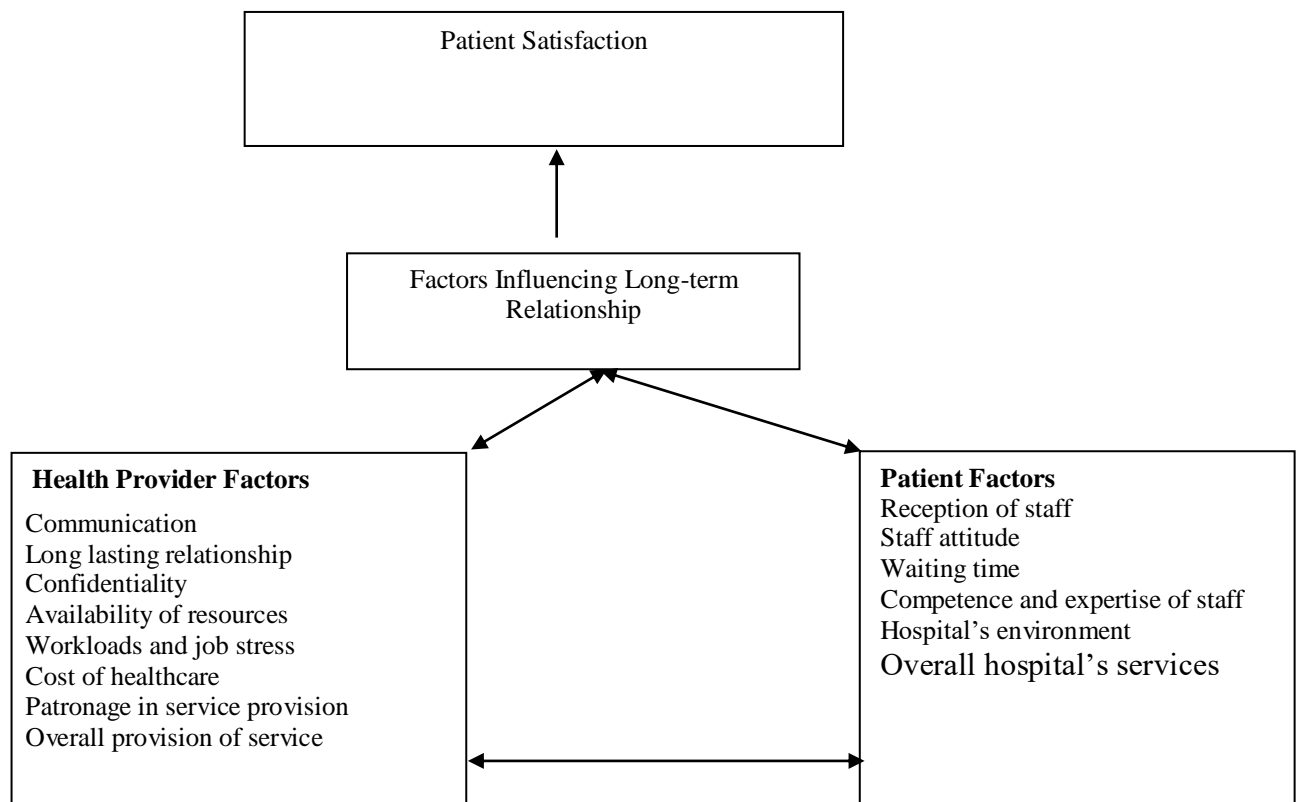 Patient Satisfaction
Factors Influencing Long-term
Relationship
Health Provider Factors
Communication
Long lasting relationship
Confidentiality
Availability of resources
Workloads and job stress
Cost of healthcare
Patronage in service provision
Overall provision of service
Patient Factors
Reception of staff
Staff attitude
Waiting time
Competence and expertise of staff
Hospital’s environment
Overall hospital’s services